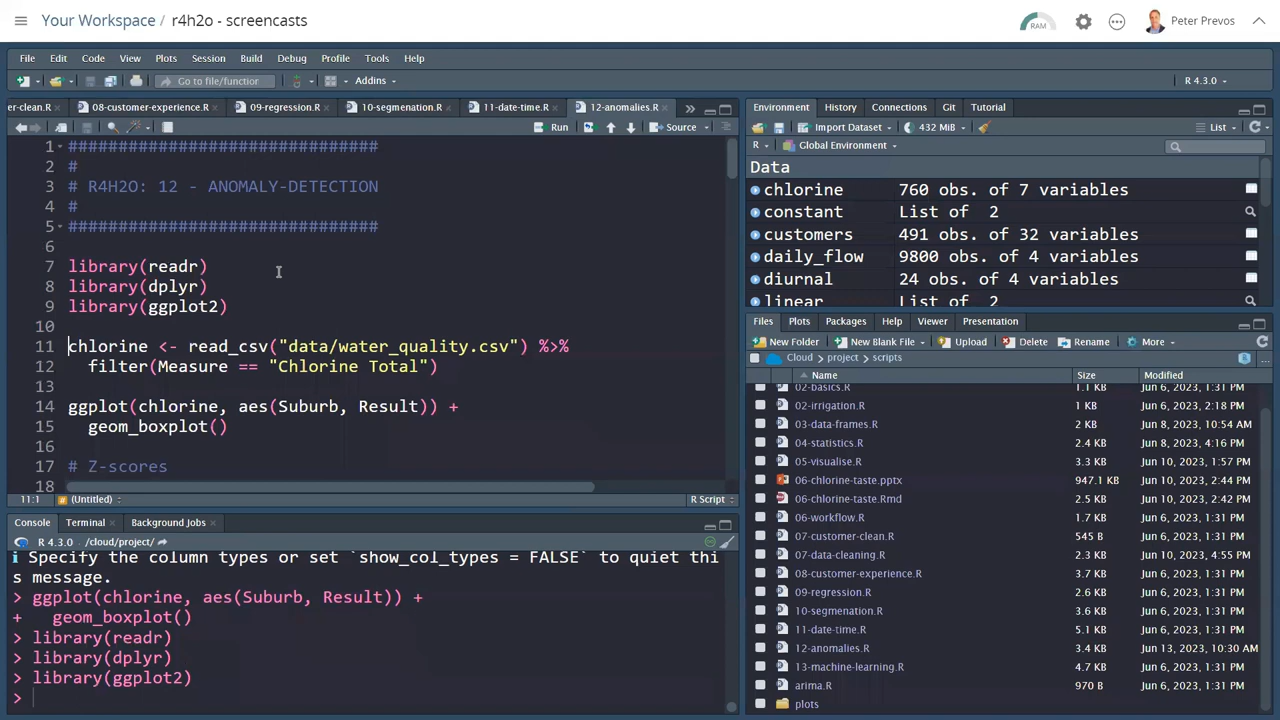 Your Workspace / r4h2o - screencasts
RAM
Peter Prevos
File Edit Code View Plots Session Build Debug Profile Tools Help
Go to file/function
Addins
R 4.3.0
er-clean.R
08-customer-experience.R
09-regression.R
10-segmenation.R
11-date-time.R
12-anomalies.R
Run
Source
1 ###############################
2 #
3 # R4H2O: 12 - ANOMALY-DETECTION
4 #
5 ###############################
6
7 library(readr)
8 library(dplyr)
9 library(ggplot2)
10
11 chlorine <- read_csv("data/water_quality.csv") %>%
12 filter(Measure == "Chlorine Total")
13
14 ggplot(chlorine, aes(Suburb, Result)) +
15 geom_boxplot()
16
17 # Z-scores
18
11:1 # (Untitled) R Script
Console Terminal Background Jobs
R 4.3.0 · /cloud/project/
i Specify the column types or set `show_col_types = FALSE` to quiet thi
s message.
> ggplot(chlorine, aes(Suburb, Result)) +
+ geom_boxplot()
> library(readr)
> library(dplyr)
> library(ggplot2)
>
Environment History Connections Git Tutorial
Import Dataset 432 MiB List
R Global Environment
Data
chlorine 760 obs. of 7 variables
constant List of 2
customers 491 obs. of 32 variables
daily_flow 9800 obs. of 4 variables
diurnal 24 obs. of 4 variables
linear List of 2
Files Plots Packages Help Viewer Presentation
New Folder New Blank File Upload Delete Rename More
Cloud project scripts R ...
Name Size Modified
02-basics.R 1.1 KB Jun 6, 2023, 1:31 PM
02-irrigation.R 1 KB Jun 6, 2023, 2:18 PM
03-data-frames.R 2 KB Jun 8, 2023, 10:54 AM
04-statistics.R 2.4 KB Jun 8, 2023, 4:16 PM
05-visualise.R 3.3 KB Jun 10, 2023, 1:57 PM
06-chlorine-taste.pptx 947.1 KB Jun 10, 2023, 2:44 PM
06-chlorine-taste.Rmd 2.5 KB Jun 10, 2023, 2:42 PM
06-workflow.R 1.7 KB Jun 6, 2023, 1:31 PM
07-customer-clean.R 545 B Jun 6, 2023, 1:31 PM
07-data-cleaning.R 2.3 KB Jun 10, 2023, 4:55 PM
08-customer-experience.R 3.7 KB Jun 6, 2023, 1:31 PM
09-regression.R 2.6 KB Jun 6, 2023, 1:31 PM
10-segmenation.R 3.8 KB Jun 6, 2023, 1:31 PM
11-date-time.R 5.1 KB Jun 6, 2023, 1:31 PM
12-anomalies.R 4.4 KB Jun 13, 2023, 10:30 AM
13-machine-learning.R 4.7 KB Jun 6, 2023, 1:31 PM
arima.R 970 B Jun 6, 2023, 1:31 PM
plots